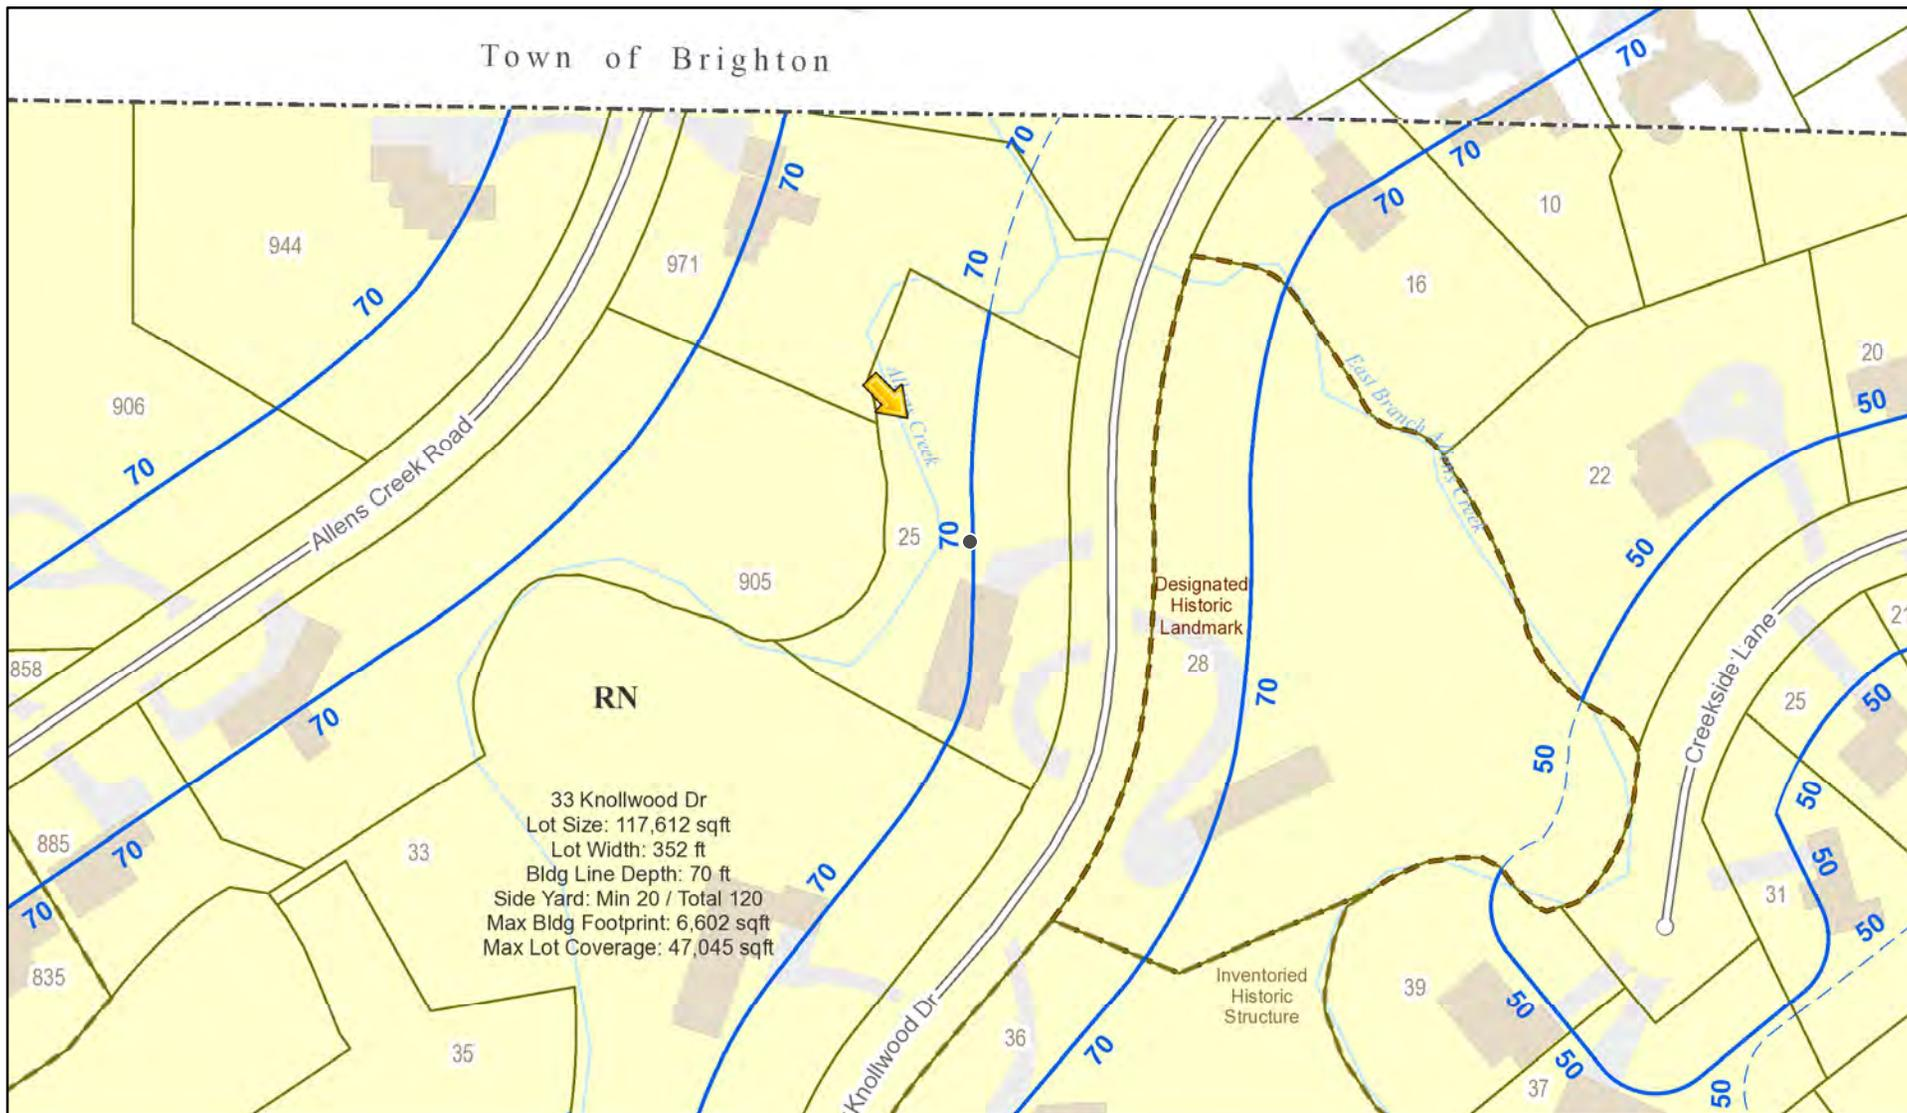 Town of Brighton
70
70
70
70
70
70
10
944
971
70
70
16
20
50
906
70
Allens Creek Road
East Branch Allens Creek
Allens Creek
22
25
70
50
905
Designated
Historic
Landmark
28
858
70
70
RN
Creekside Lane
25
50
50
50
33 Knollwood Dr
Lot Size: 117,612 sqft
Lot Width: 352 ft
Bldg Line Depth: 70 ft
Side Yard: Min 20 / Total 120
Max Bldg Footprint: 6,602 sqft
Max Lot Coverage: 47,045 sqft
885
70
33
70
50
31
70
50
835
Inventoried
Historic
Structure
39
50
Knollwood Dr
35
36
70
50
37
50